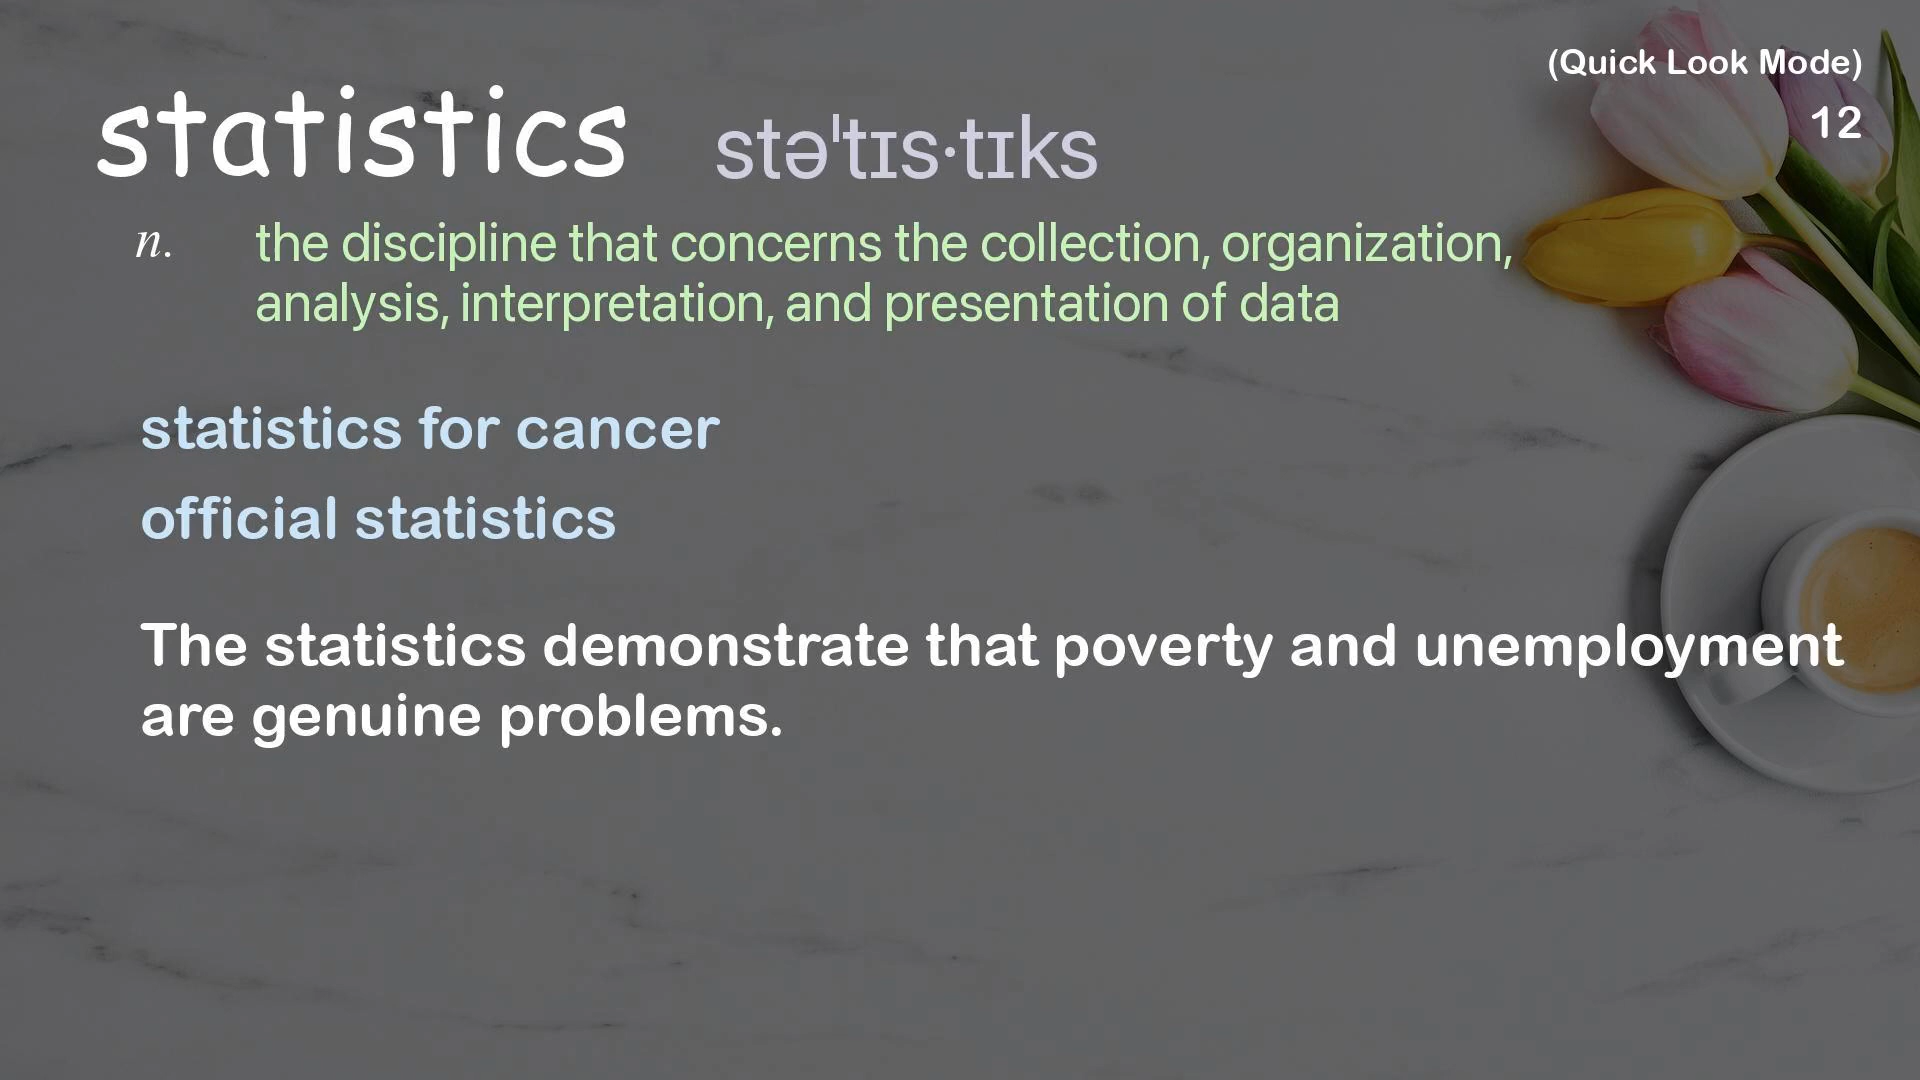 (Quick Look Mode)
12
statistics stəˈtɪs·tɪks
n. the discipline that concerns the collection, organization,
analysis, interpretation, and presentation of data
statistics for cancer
official statistics
The statistics demonstrate that poverty and unemployment
are genuine problems.